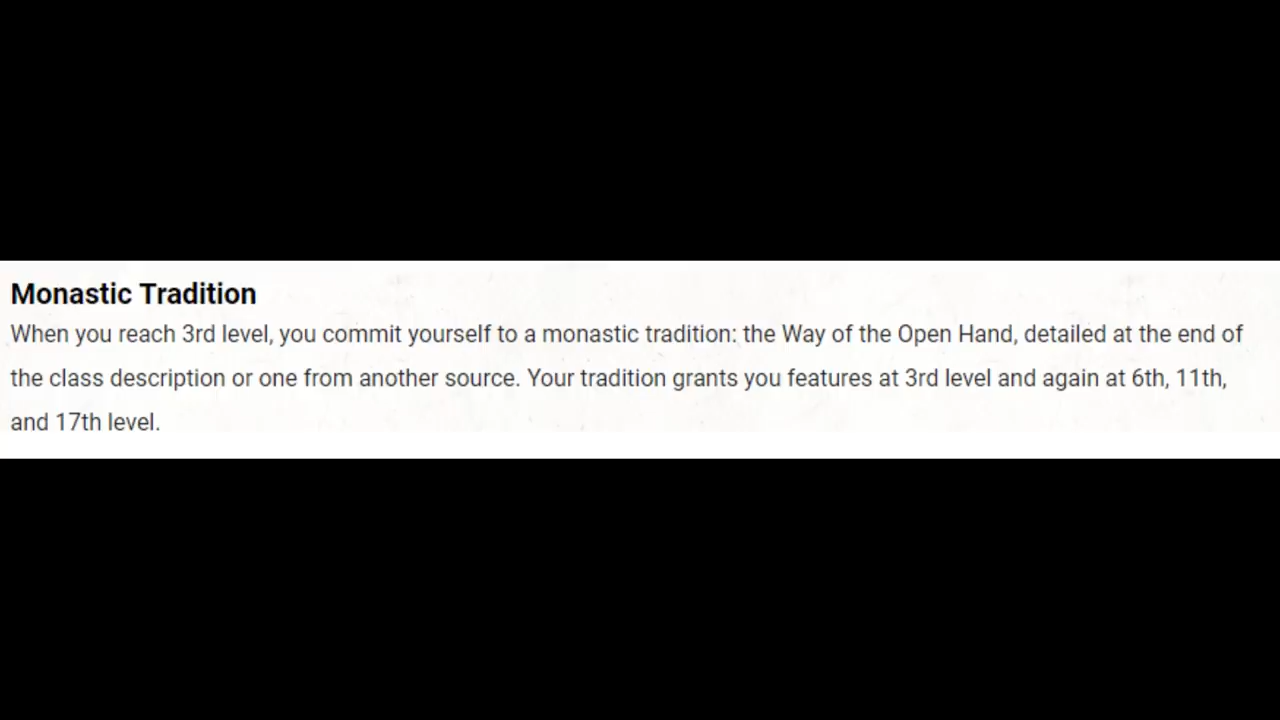 Monastic Tradition
When you reach 3rd level, you commit yourself to a monastic tradition: the Way of the Open Hand, detailed at the end of
the class description or one from another source. Your tradition grants you features at 3rd level and again at 6th, 11th,
and 17th level.